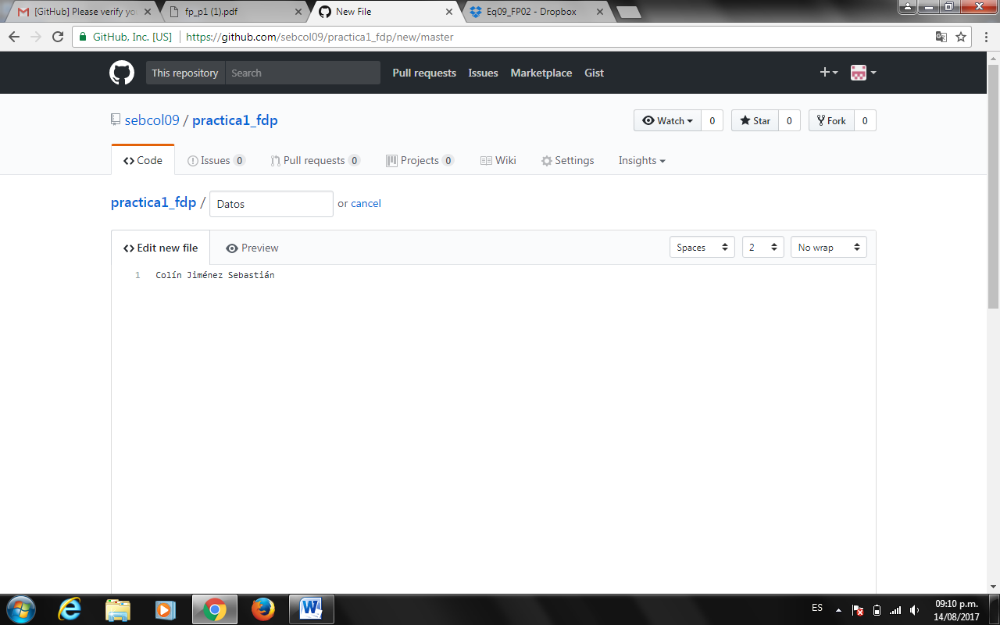 [GitHub] Please verify yo
fp_p1 (1).pdf
New File
Eq09_FP02 - Dropbox
GitHub, Inc. [US]
https://github.com/sebcol09/practica1_fdp/new/master
This repository
Search
Pull requests
Issues
Marketplace
Gist
sebcol09 / practica1_fdp
Watch 0
Star 0
Fork 0
Code
Issues 0
Pull requests 0
Projects 0
Wiki
Settings
Insights
practica1_fdp / Datos or cancel
Edit new file
Preview
Spaces
2
No wrap
1 Colín Jiménez Sebastián
ES
09:10 p.m.
14/08/2017